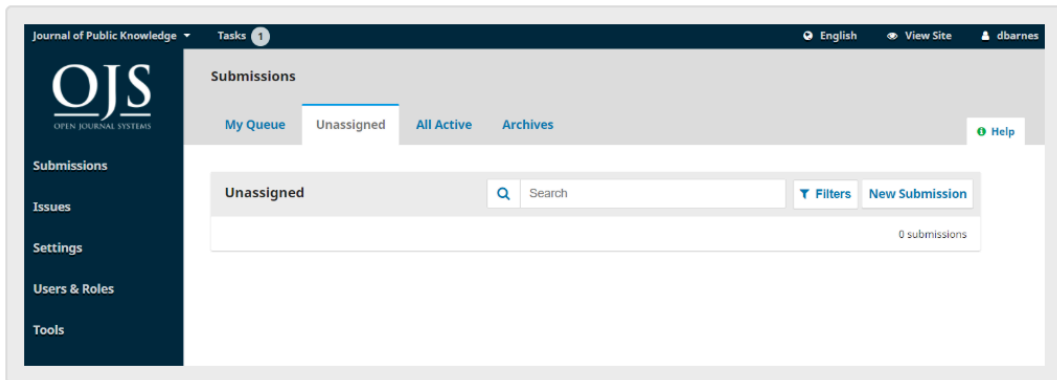 Journal of Public Knowledge Tasks 1 English View Site dbarnes
OJS
OPEN JOURNAL SYSTEMS
Submissions
Issues
Settings
Users & Roles
Tools
Submissions
My Queue Unassigned All Active Archives
Help
Unassigned Search Filters New Submission
0 submissions